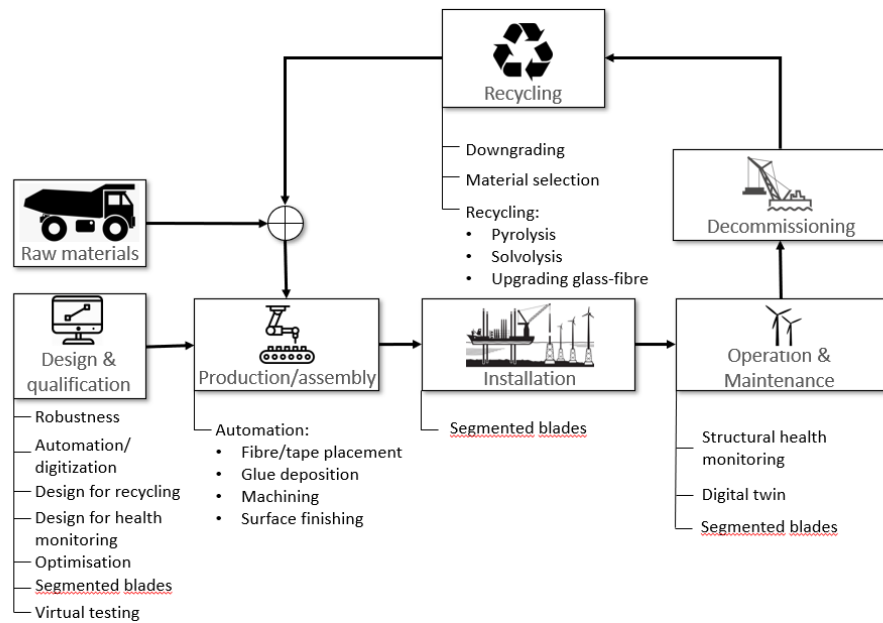 Recycling
Downgrading
Material selection
Recycling:
• Pyrolysis
• Solvolysis
• Upgrading glass-fibre
Decommissioning
Raw materials
Design &
qualification
Robustness
Automation/
digitization
Design for recycling
Design for health
monitoring
Optimisation
Segmented blades
Virtual testing
Production/assembly
Automation:
• Fibre/tape placement
• Glue deposition
• Machining
• Surface finishing
Installation
Segmented blades
Operation &
Maintenance
Structural health
monitoring
Digital twin
Segmented blades